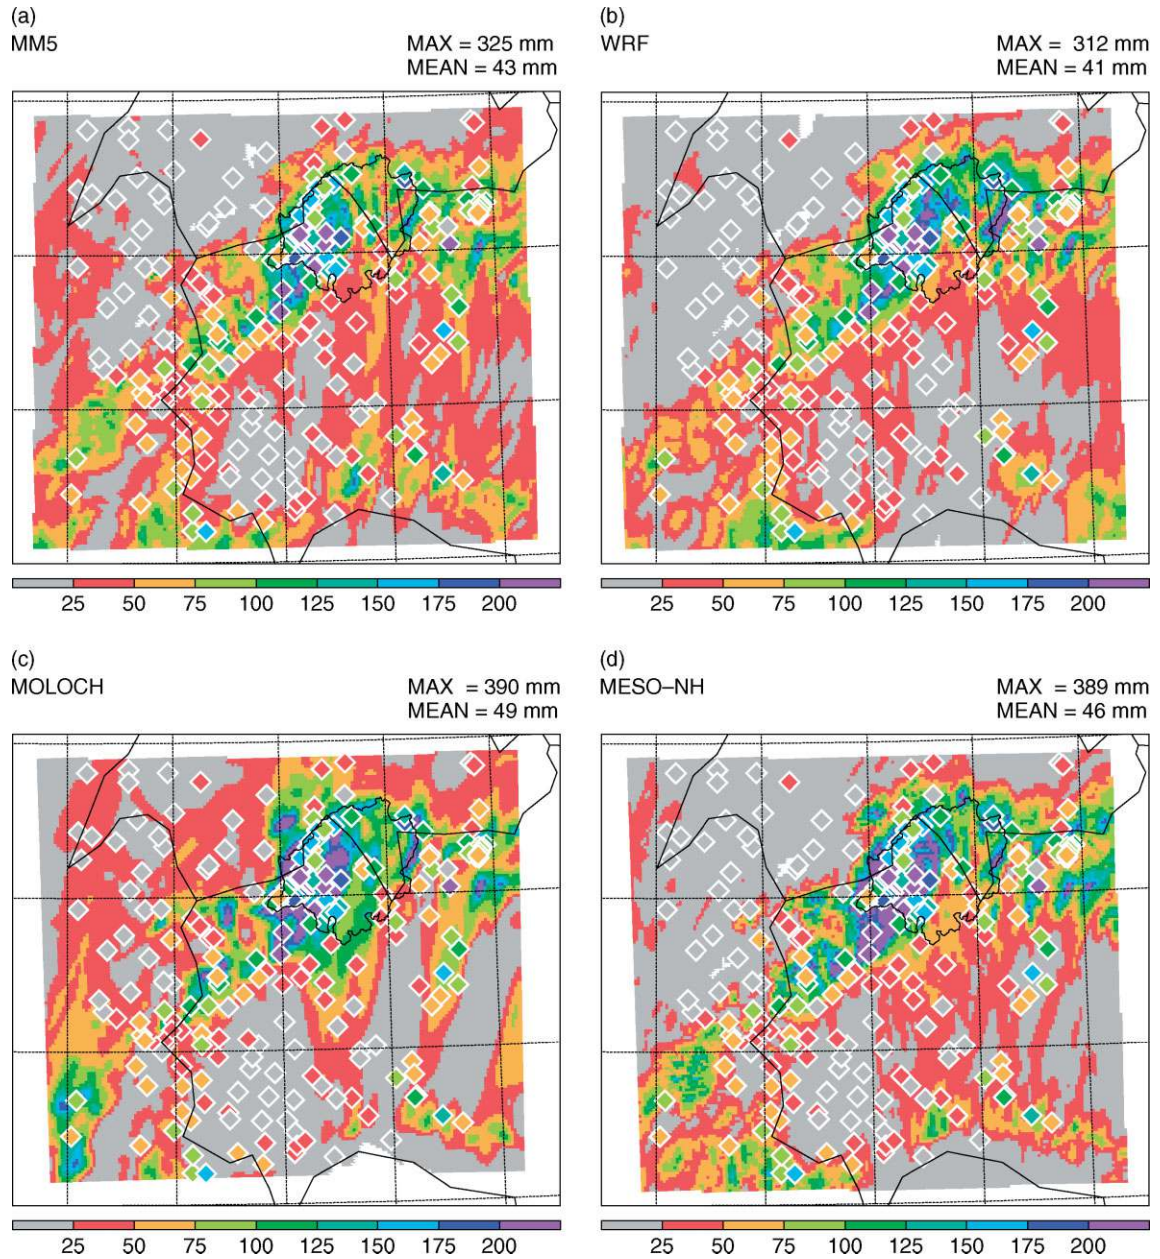 (a)
MM5
MAX = 325 mm
MEAN = 43 mm
(b)
WRF
MAX = 312 mm
MEAN = 41 mm
25 50 75 100 125 150 175 200
25 50 75 100 125 150 175 200
(c)
MOLOCH
MAX = 390 mm
MEAN = 49 mm
(d)
MESO–NH
MAX = 389 mm
MEAN = 46 mm
25 50 75 100 125 150 175 200
25 50 75 100 125 150 175 200